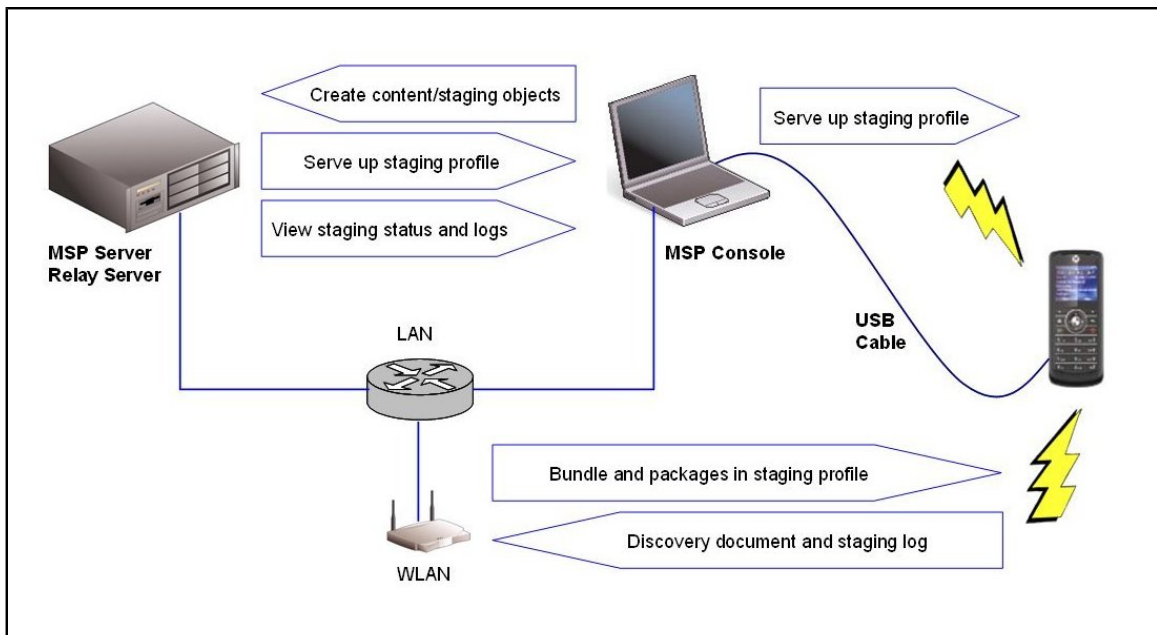 Create content/staging objects
Serve up staging profile
Serve up staging profile
View staging status and logs
MSP Server
Relay Server
MSP Console
USB
Cable
LAN
Bundle and packages in staging profile
Discovery document and staging log
WLAN